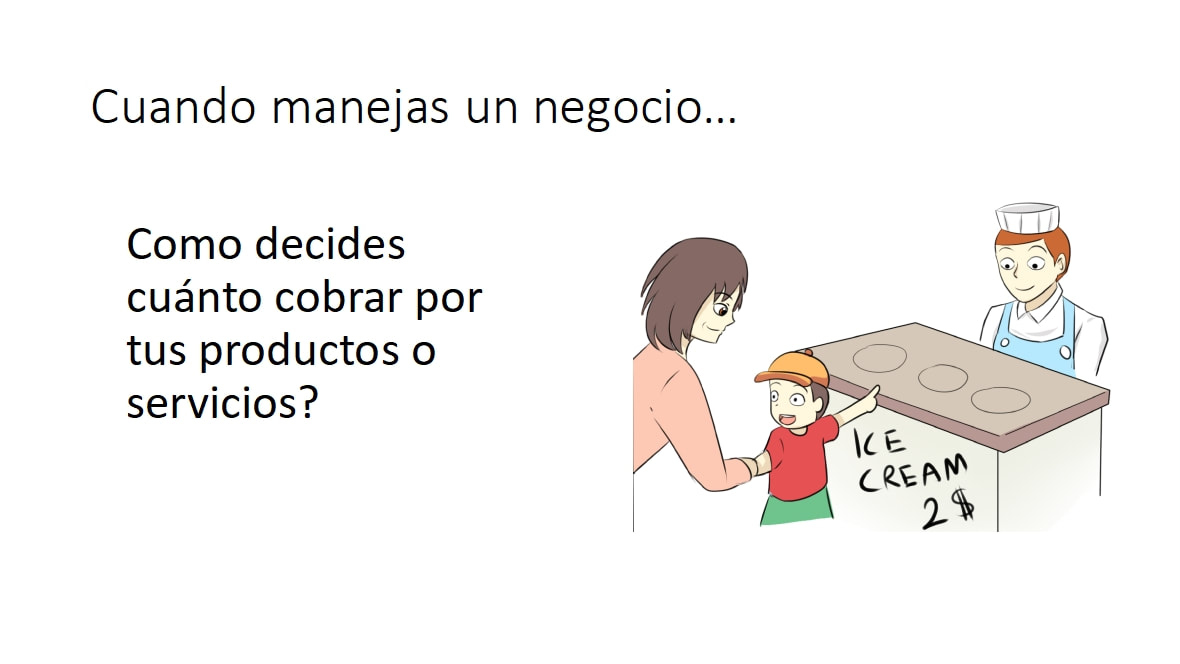 Cuando manejas un negocio...
Como decides
cuánto cobrar por
tus productos o
servicios?
ICE
CREAM
2 $